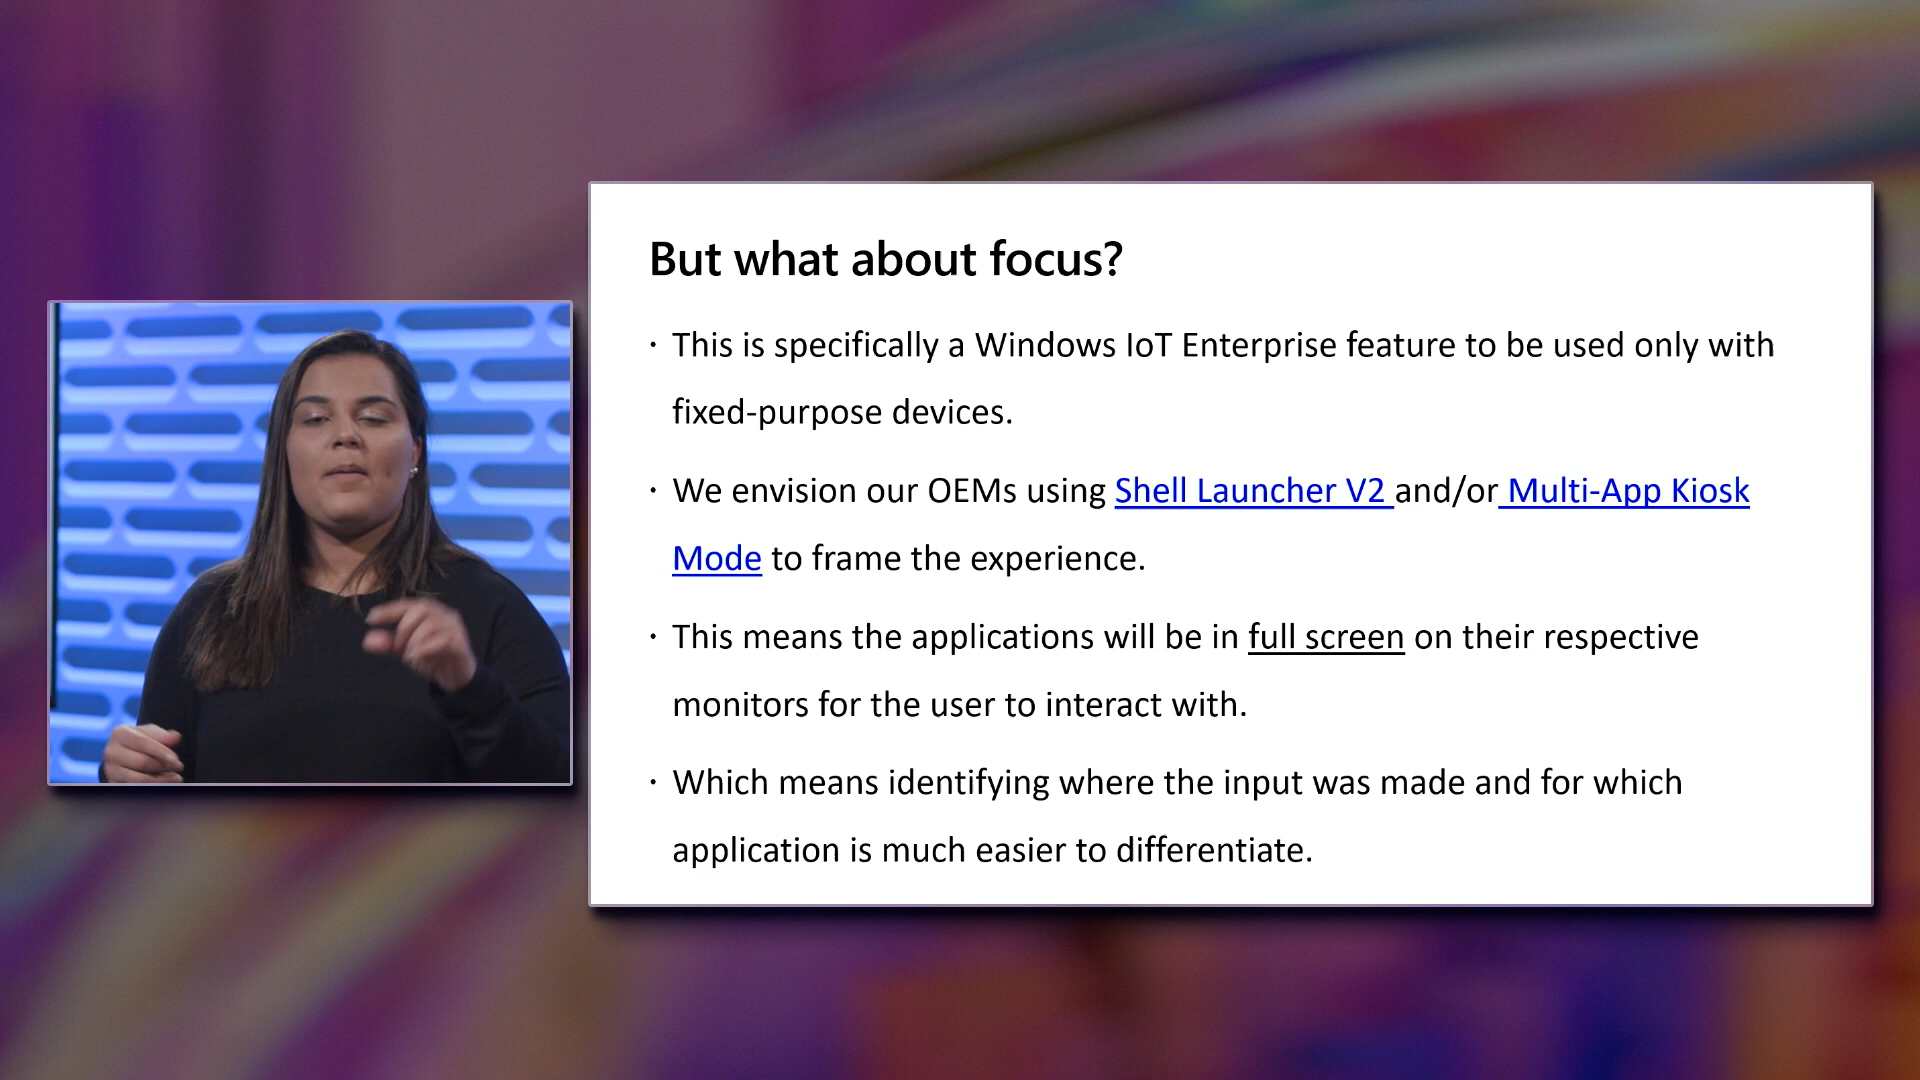 But what about focus?
· This is specifically a Windows IoT Enterprise feature to be used only with
fixed-purpose devices.
· We envision our OEMs using Shell Launcher V2 and/or Multi-App Kiosk
Mode to frame the experience.
· This means the applications will be in full screen on their respective
monitors for the user to interact with.
· Which means identifying where the input was made and for which
application is much easier to differentiate.